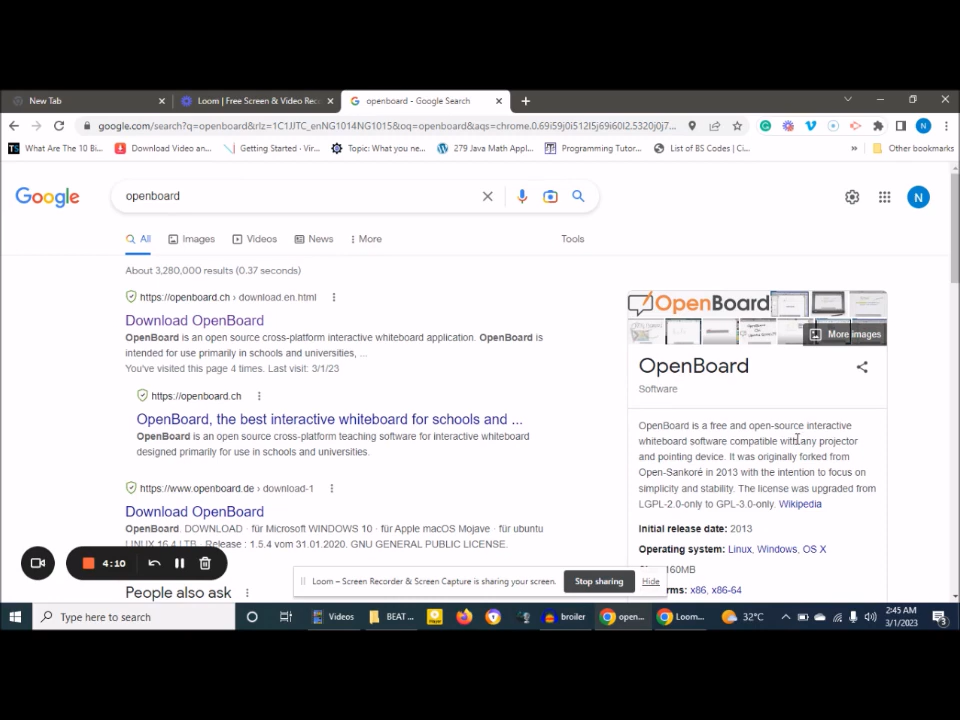 New Tab
Loom | Free Screen & Video Rec
openboard - Google Search
google.com/search?q=openboard&rlz=1C1JJTC_enNG1014NG1015&oq=openboard&aqs=chrome.0.69i59j0i512l5j69i60l2.5320j0j7...
What Are The 10 Bi...
Download Video an...
Getting Started - Vir...
Topic: What you ne...
279 Java Math Appl...
Programming Tutor...
List of BS Codes | Ci...
»
Other bookmarks
Google
openboard
N
All
Images
Videos
News
More
Tools
About 3,280,000 results (0.37 seconds)
https://openboard.ch › download.en.html
Download OpenBoard
OpenBoard is an open source cross-platform interactive whiteboard application. OpenBoard is
intended for use primarily in schools and universities, ...
You've visited this page 4 times. Last visit: 3/1/23
https://openboard.ch
OpenBoard, the best interactive whiteboard for schools and ...
OpenBoard is an open source cross-platform teaching software for interactive whiteboard
designed primarily for use in schools and universities.
https://www.openboard.de › download-1
Download OpenBoard
OpenBoard. DOWNLOAD · für Microsoft WINDOWS 10 · für Apple macOS Mojave · für ubuntu
LINUX 16.4 LTB · Release : 1.5.4 vom 31.01.2020. GNU GENERAL PUBLIC LICENSE.
People also ask
OpenBoard
More images
OpenBoard
Software
OpenBoard is a free and open-source interactive
whiteboard software compatible with any projector
and pointing device. It was originally forked from
Open-Sankoré in 2013 with the intention to focus on
simplicity and stability. The license was upgraded from
LGPL-2.0-only to GPL-3.0-only. Wikipedia
Initial release date: 2013
Operating system: Linux, Windows, OS X
160MB
rms: x86, x86-64
4:10
Loom – Screen Recorder & Screen Capture is sharing your screen.
Stop sharing
Hide
Type here to search
Videos
BEAT ...
broiler
open...
Loom...
32°C
2:45 AM
3/1/2023
3